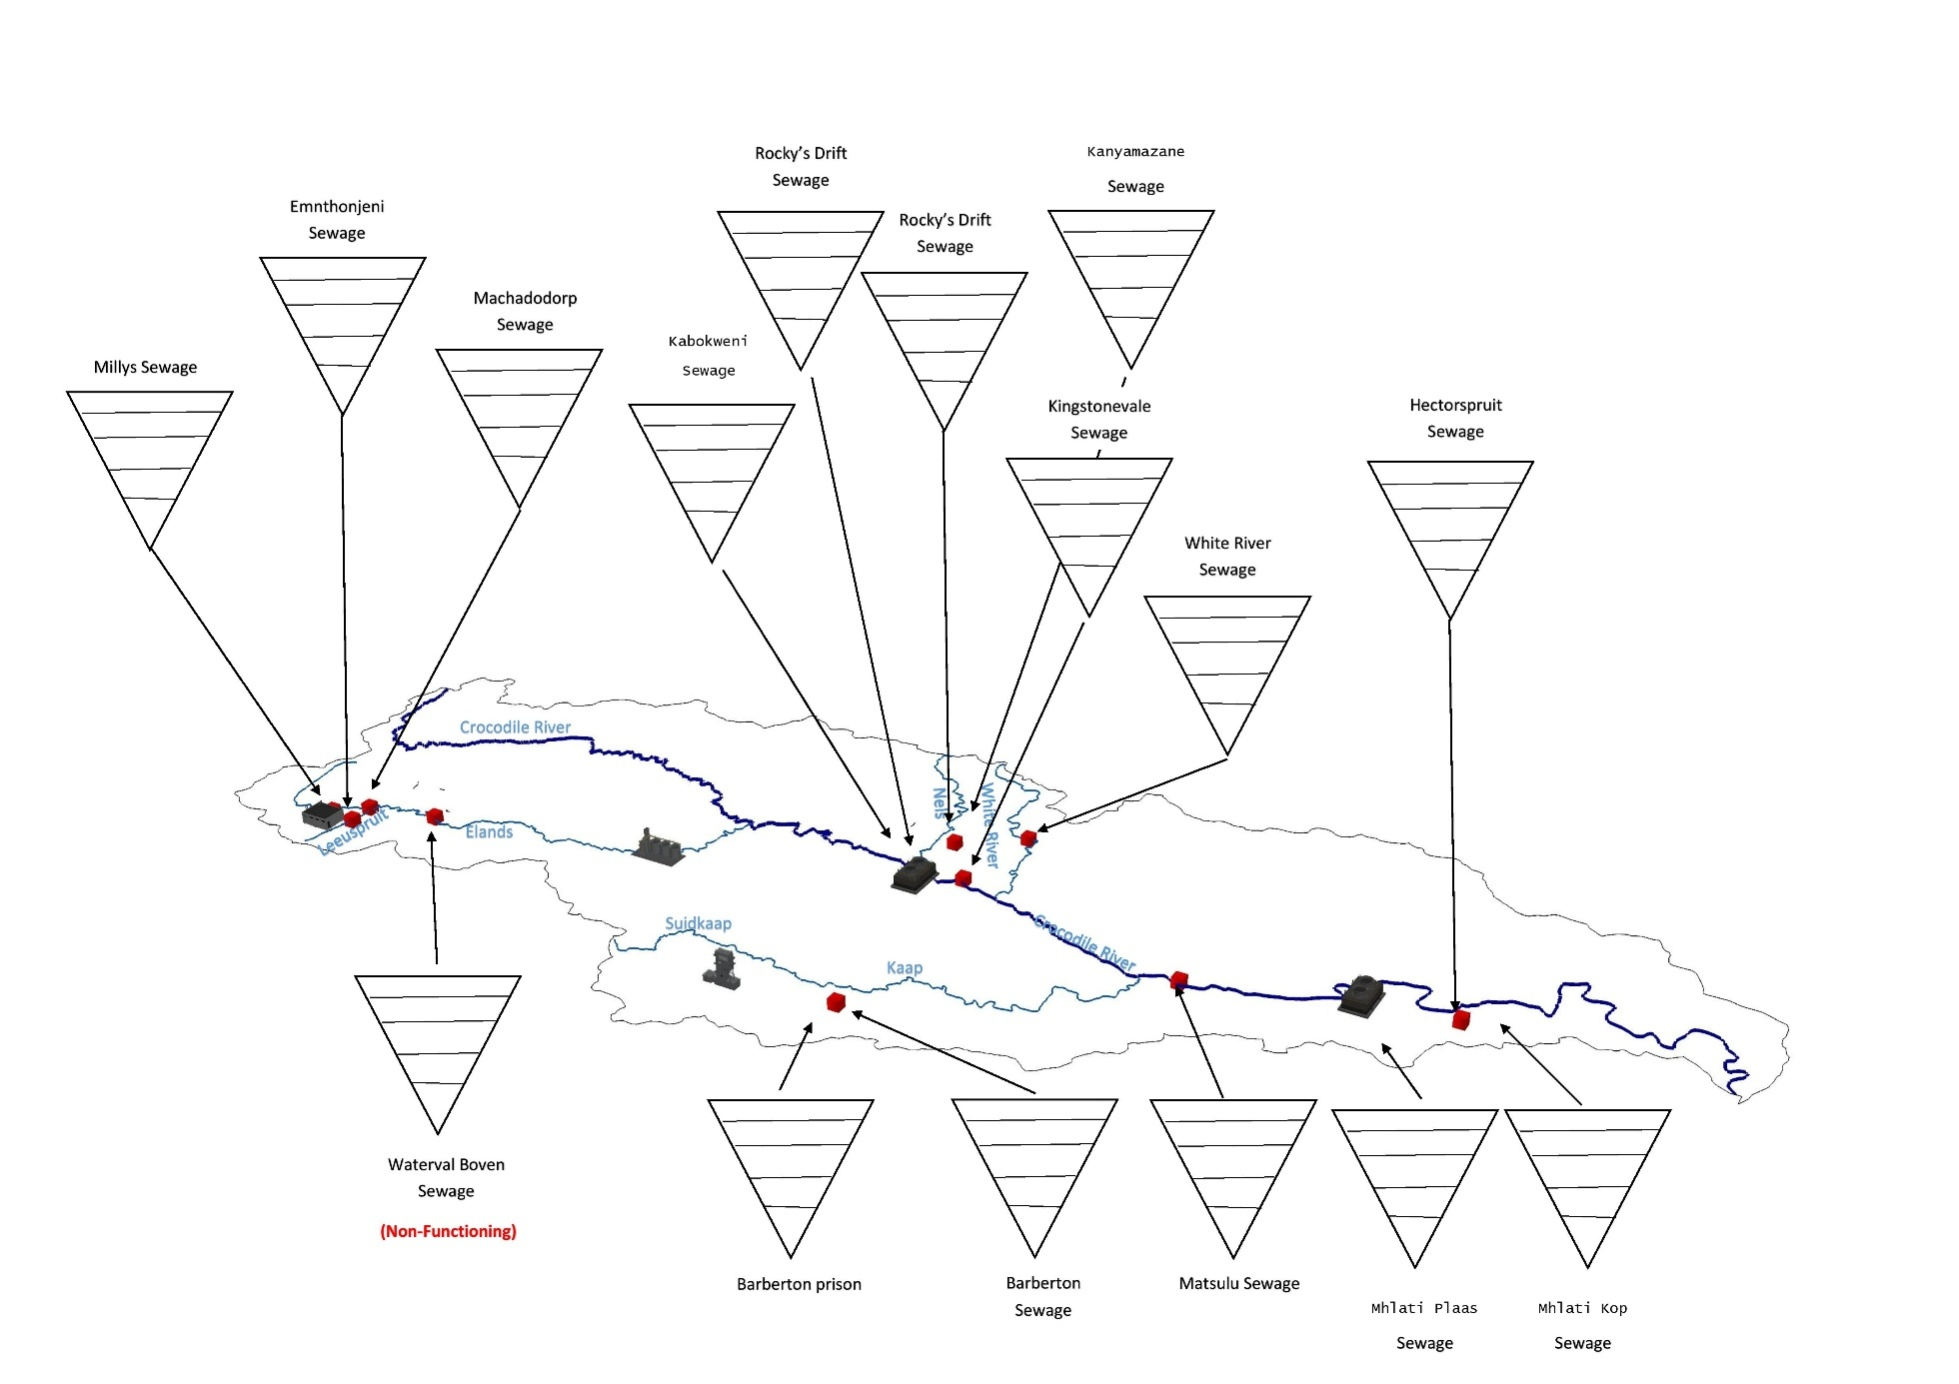 Rocky's Drift
Sewage
Kanyamazane
Sewage
Emnthonjeni
Sewage
Rocky's Drift
Sewage
Machadodorp
Sewage
Kabokweni
Sewage
Millys Sewage
Kingstonevale
Sewage
Hectorspruit
Sewage
White River
Sewage
Crocodile River
Nels
White River
Leeuspruit
Elands
Suidkaap
Kaap
Crocodile River
Waterval Boven
Sewage
(Non-Functioning)
Barberton prison
Barberton
Sewage
Matsulu Sewage
Mhlati Plaas
Sewage
Mhlati Kop
Sewage